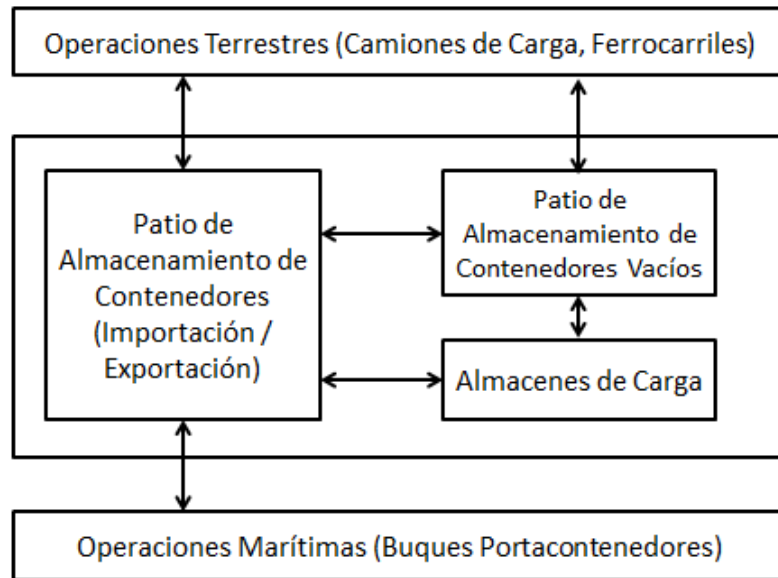 Operaciones Terrestres (Camiones de Carga, Ferrocarriles)
Patio de
Almacenamiento de
Contenedores
(Importación /
Exportación)
Patio de
Almacenamiento de
Contenedores Vacíos
Almacenes de Carga
Operaciones Marítimas (Buques Portacontenedores)